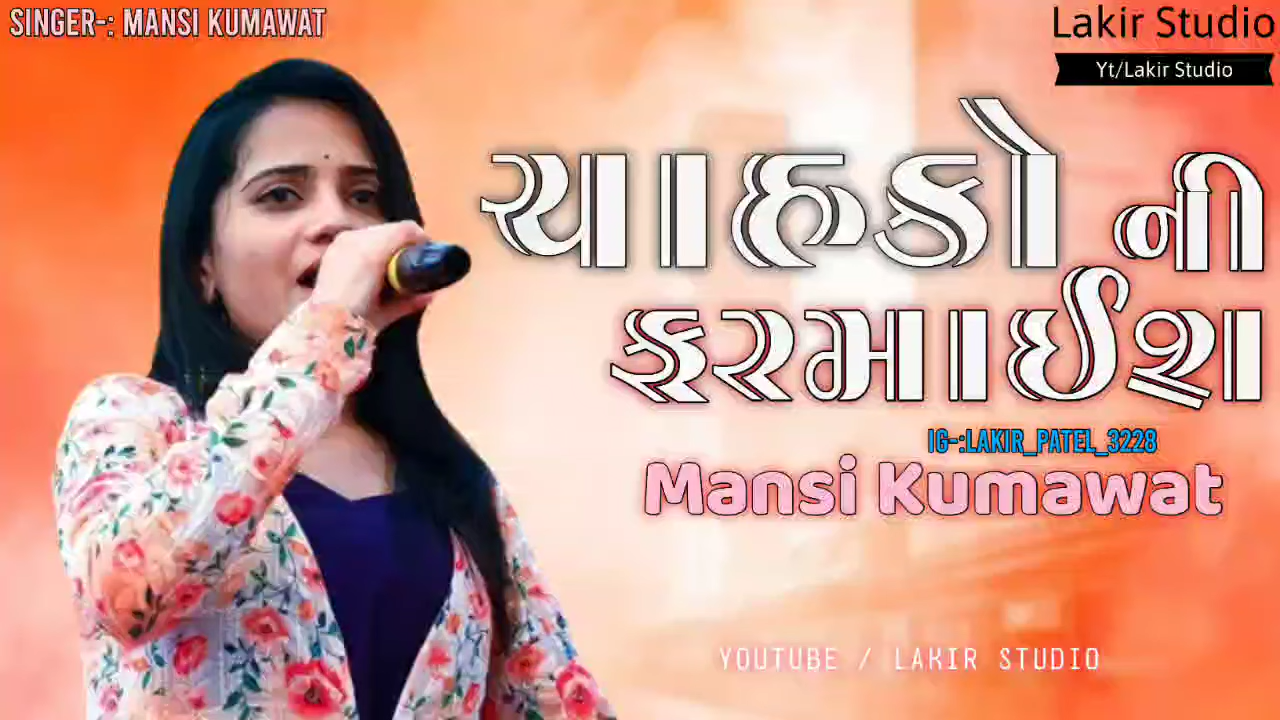 SINGER-: MANSI KUMAWAT
Lakir Studio
Yt/Lakir Studio
ચાહકો ની
ફરમાઈશ
IG-:LAKIR_PATEL_3228
Mansi Kumawat
YOUTUBE / LAKIR STUDIO